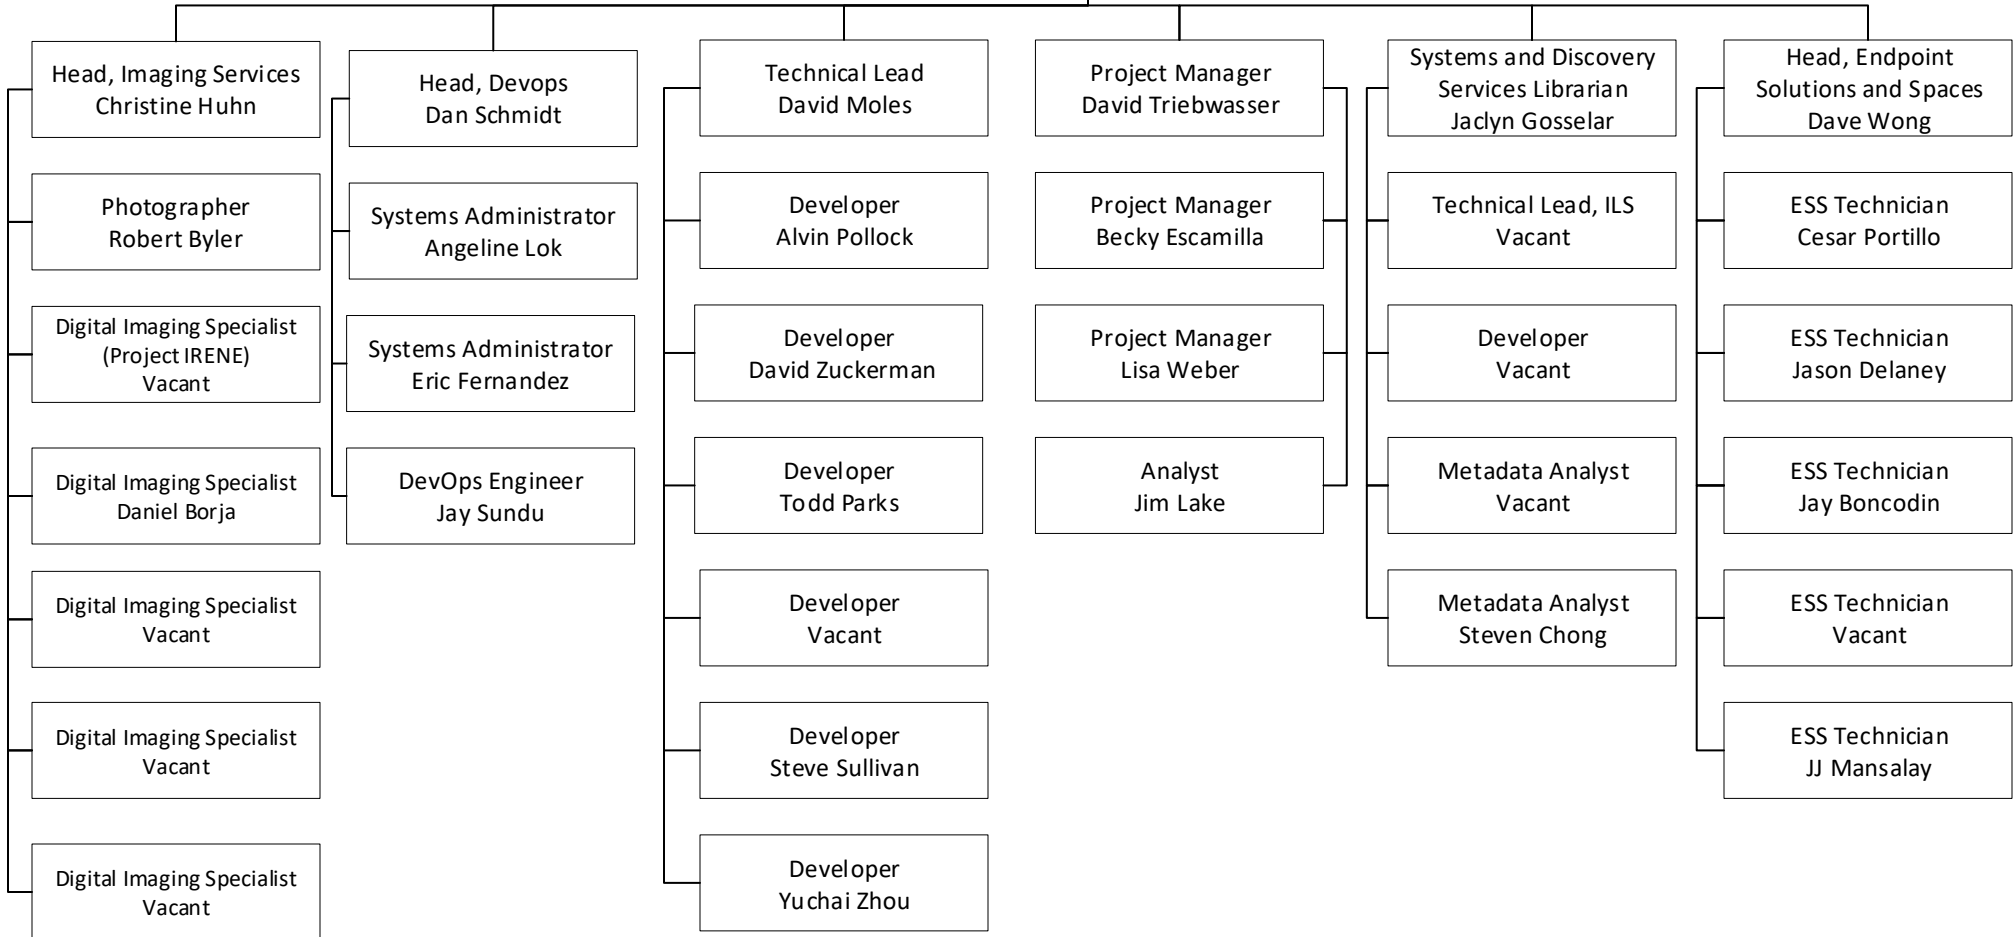 Head, Imaging Services
Christine Huhn
Photographer
Robert Byler
Digital Imaging Specialist
(Project IRENE)
Vacant
Digital Imaging Specialist
Daniel Borja
Digital Imaging Specialist
Vacant
Digital Imaging Specialist
Vacant
Digital Imaging Specialist
Vacant
Head, Devops
Dan Schmidt
Systems Administrator
Angeline Lok
Systems Administrator
Eric Fernandez
DevOps Engineer
Jay Sundu
Technical Lead
David Moles
Developer
Alvin Pollock
Developer
David Zuckerman
Developer
Todd Parks
Developer
Vacant
Developer
Steve Sullivan
Developer
Yuchai Zhou
Project Manager
David Triebwasser
Project Manager
Becky Escamilla
Project Manager
Lisa Weber
Analyst
Jim Lake
Systems and Discovery
Services Librarian
Jaclyn Gosselar
Technical Lead, ILS
Vacant
Developer
Vacant
Metadata Analyst
Vacant
Metadata Analyst
Steven Chong
Head, Endpoint
Solutions and Spaces
Dave Wong
ESS Technician
Cesar Portillo
ESS Technician
Jason Delaney
ESS Technician
Jay Boncodin
ESS Technician
Vacant
ESS Technician
JJ Mansalay